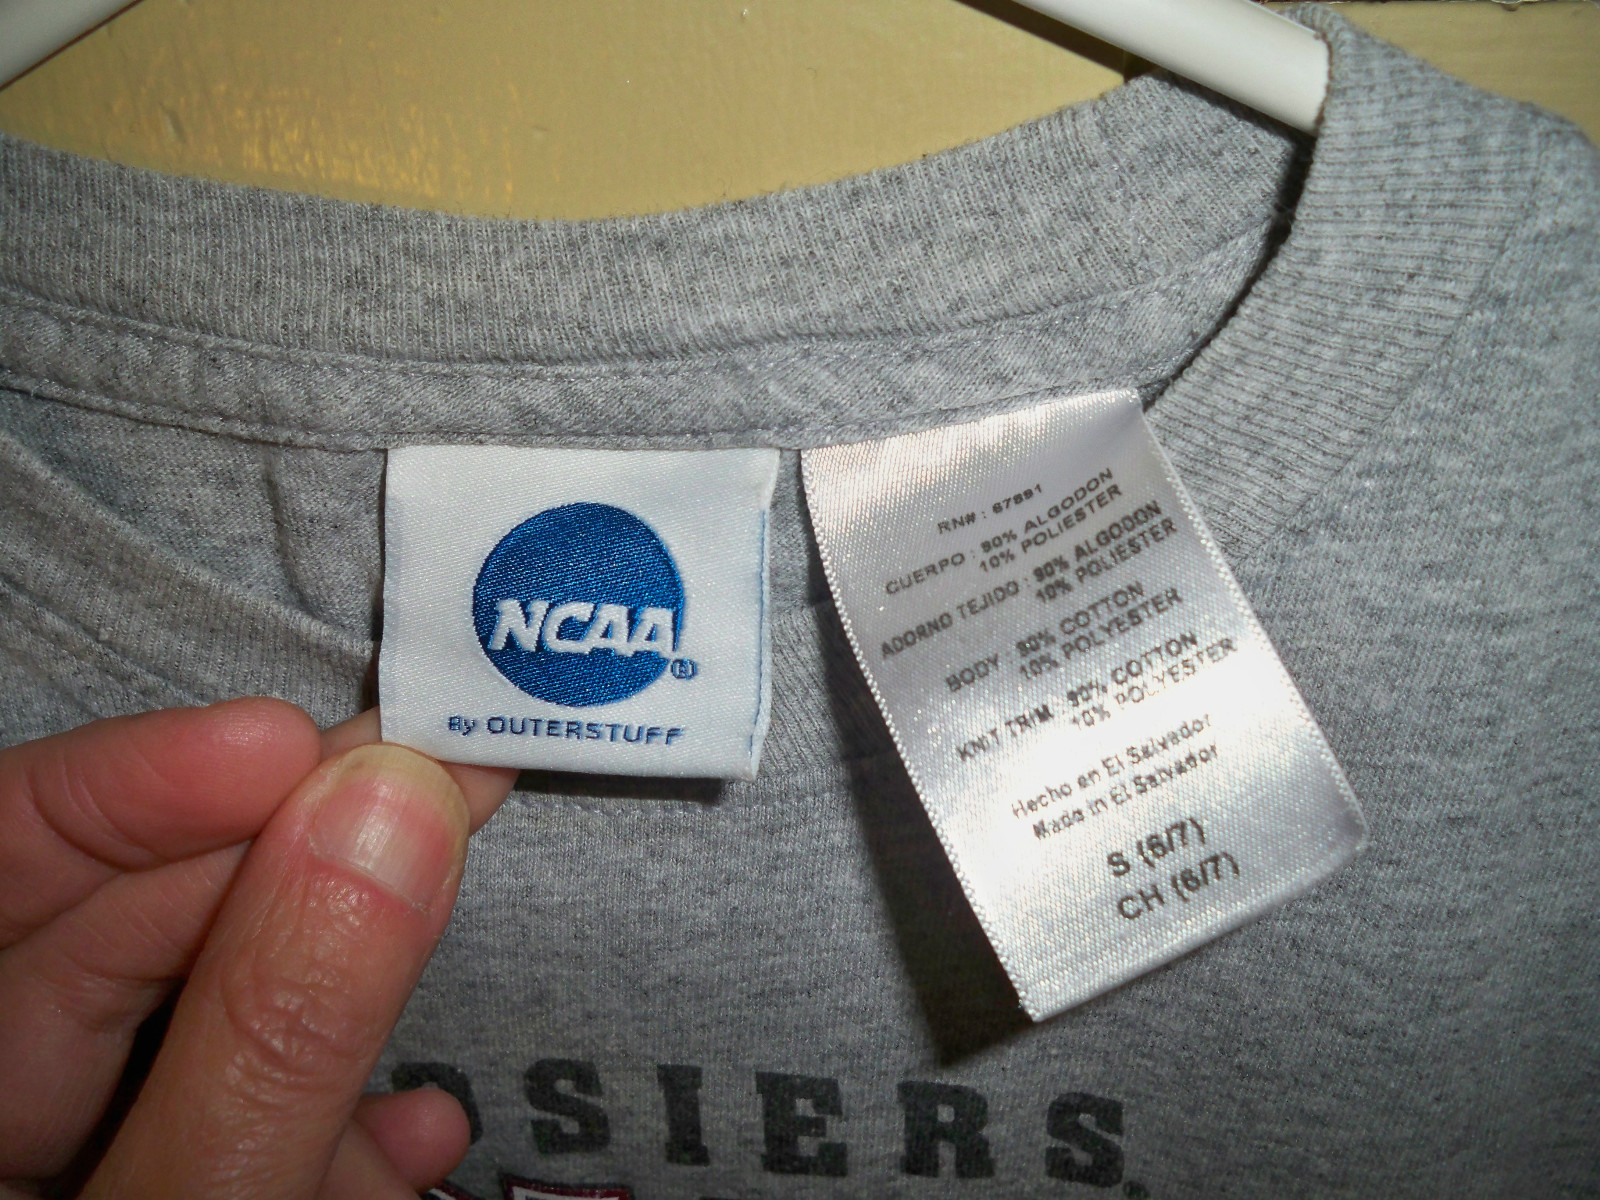 NCAA ®
By OUTERSTUFF
RN# : 67891
CUERPO : 90% ALGODON
10% POLIESTER
ADORNO TEJIDO : 90% ALGODON
10% POLIESTER
BODY : 90% COTTON
10% POLYESTER
KNIT TRIM : 90% COTTON
10% POLYESTER
Hecho en El Salvador
Made in El Salvador
S (6/7)
CH (6/7)
OSIERS